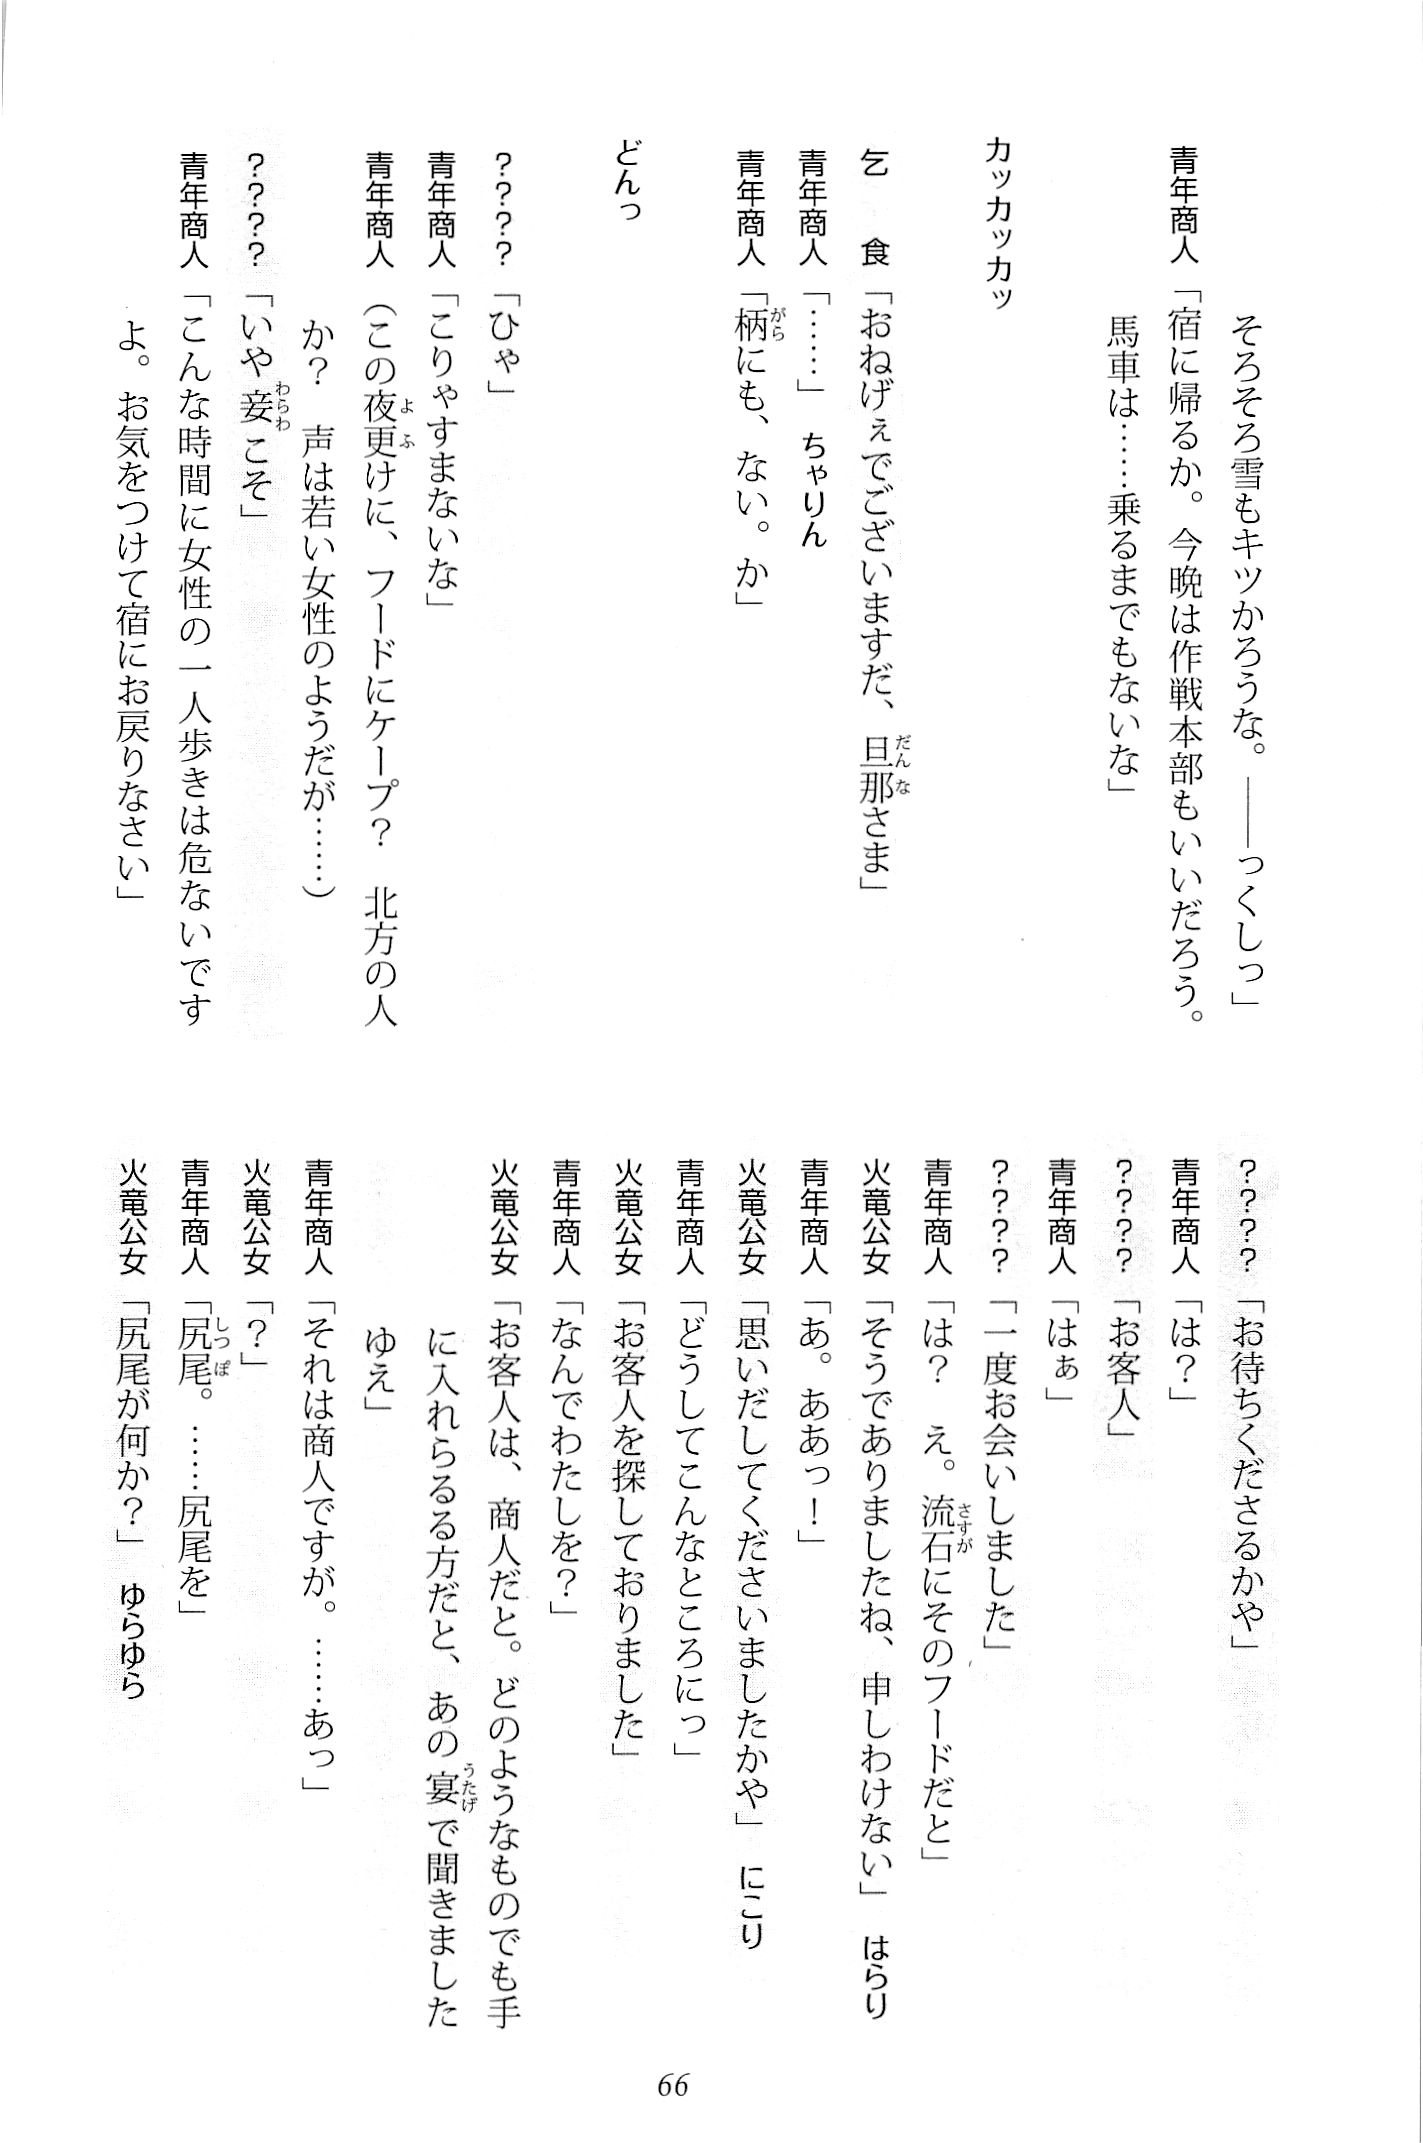 そろそろ雪もキツかろうな。――っくしっ」
青年商人「宿に帰るか。今晩は作戦本部もいいだろう。
馬車は……乗るまでもないな」
カッカッカッ
乞　食「おねげぇでございますだ、旦那さま」
青年商人「……」　ちゃりん
青年商人「柄にも、ない。か」
どんっ
？？？？「ひゃ」
青年商人「こりゃすまないな」
青年商人（この夜更けに、フードにケープ？　北方の人
か？　声は若い女性のようだが……）
？？？？「いや妾こそ」
青年商人「こんな時間に女性の一人歩きは危ないです
よ。お気をつけて宿にお戻りなさい」
？？？？「お待ちくださるかや」
青年商人「は？」
？？？？「お客人」
青年商人「はぁ」
？？？？「一度お会いしました」
青年商人「は？　え。流石にそのフードだと」
火竜公女「そうでありましたね、申しわけない」　はらり
青年商人「あ。ああっ！」
火竜公女「思いだしてくださいましたかや」　にこり
青年商人「どうしてこんなところにっ」
火竜公女「お客人を探しておりました」
青年商人「なんでわたしを？」
火竜公女「お客人は、商人だと。どのようなものでも手
に入れらるる方だと、あの宴で聞きました
ゆえ」
青年商人「それは商人ですが。……あっ」
火竜公女「？」
青年商人「尻尾。……尻尾を」
火竜公女「尻尾が何か？」　ゆらゆら
66